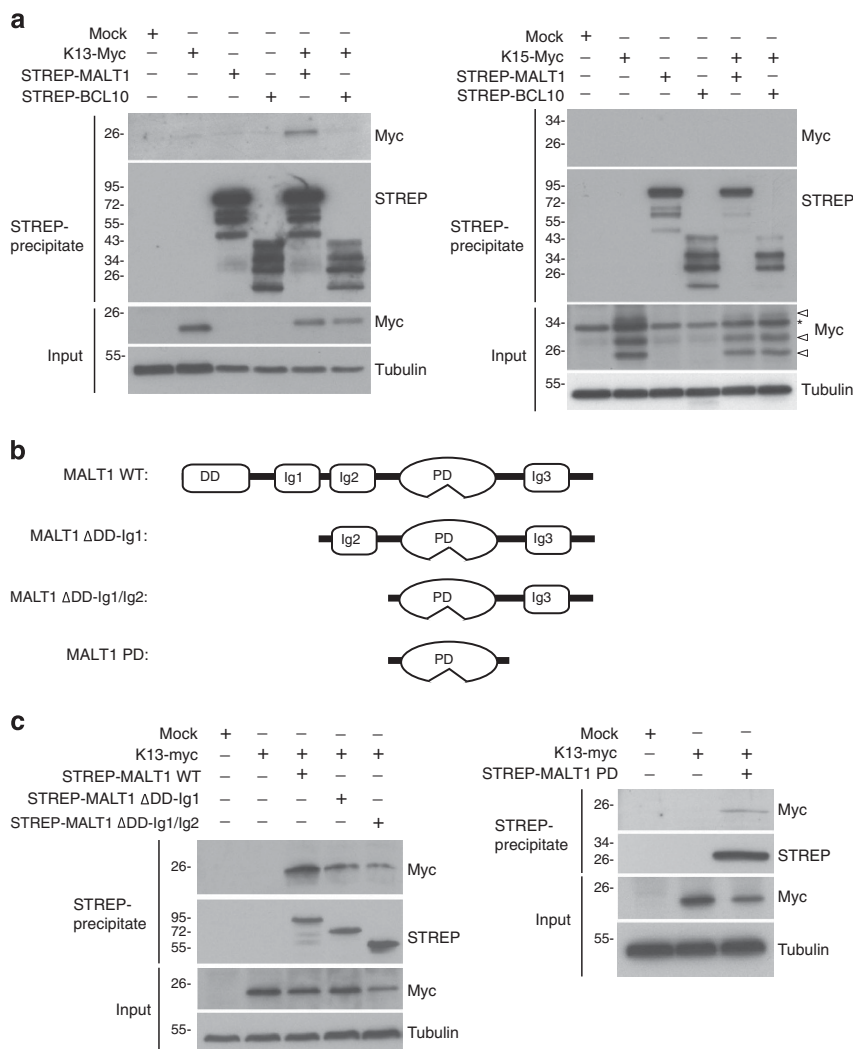 a
Mock + – – – – –
K13-Myc – + – – + +
STREP-MALT1 – – + – + –
STREP-BCL10 – – – + – +
STREP-precipitate
26-
Myc
95-
72-
55-
43-
34-
26-
STREP
Input
26-
Myc
55-
Tubulin
Mock + – – – – –
K15-Myc – + – – + +
STREP-MALT1 – – + – + –
STREP-BCL10 – – – + – +
STREP-
precipitate
34-
26-
Myc
95-
72-
55-
43-
34-
26-
STREP
Input
34-
26-
*
Myc
55-
Tubulin
b
MALT1 WT: DD Ig1 Ig2 PD Ig3
MALT1 ΔDD-Ig1: Ig2 PD Ig3
MALT1 ΔDD-Ig1/Ig2: PD Ig3
MALT1 PD: PD
c
Mock + – – – –
K13-myc – + + + +
STREP-MALT1 WT – – + – –
STREP-MALT1 ΔDD-Ig1 – – – + –
STREP-MALT1 ΔDD-Ig1/Ig2 – – – – +
STREP-
precipitate
26-
Myc
95-
72-
55-
STREP
Input
26-
Myc
55-
Tubulin
Mock + – –
K13-myc – + +
STREP-MALT1 PD – – +
STREP-
precipitate
26-
Myc
34-
26-
STREP
Input
26-
Myc
55-
Tubulin